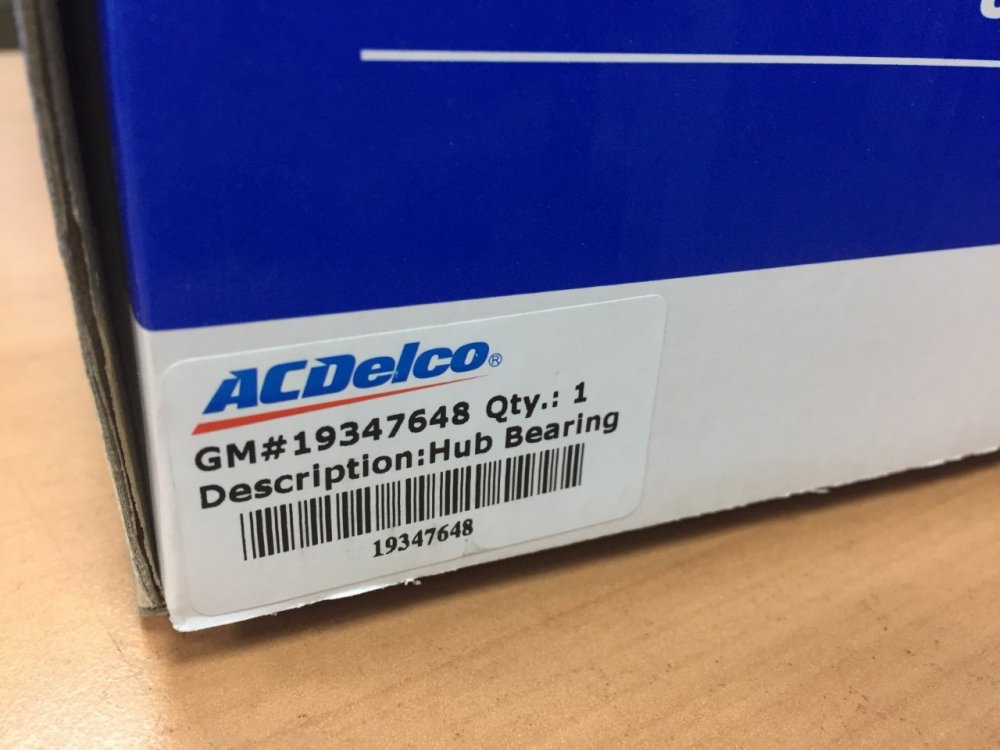 ACDelco®
GM#19347648 Qty.: 1
Description:Hub Bearing
19347648